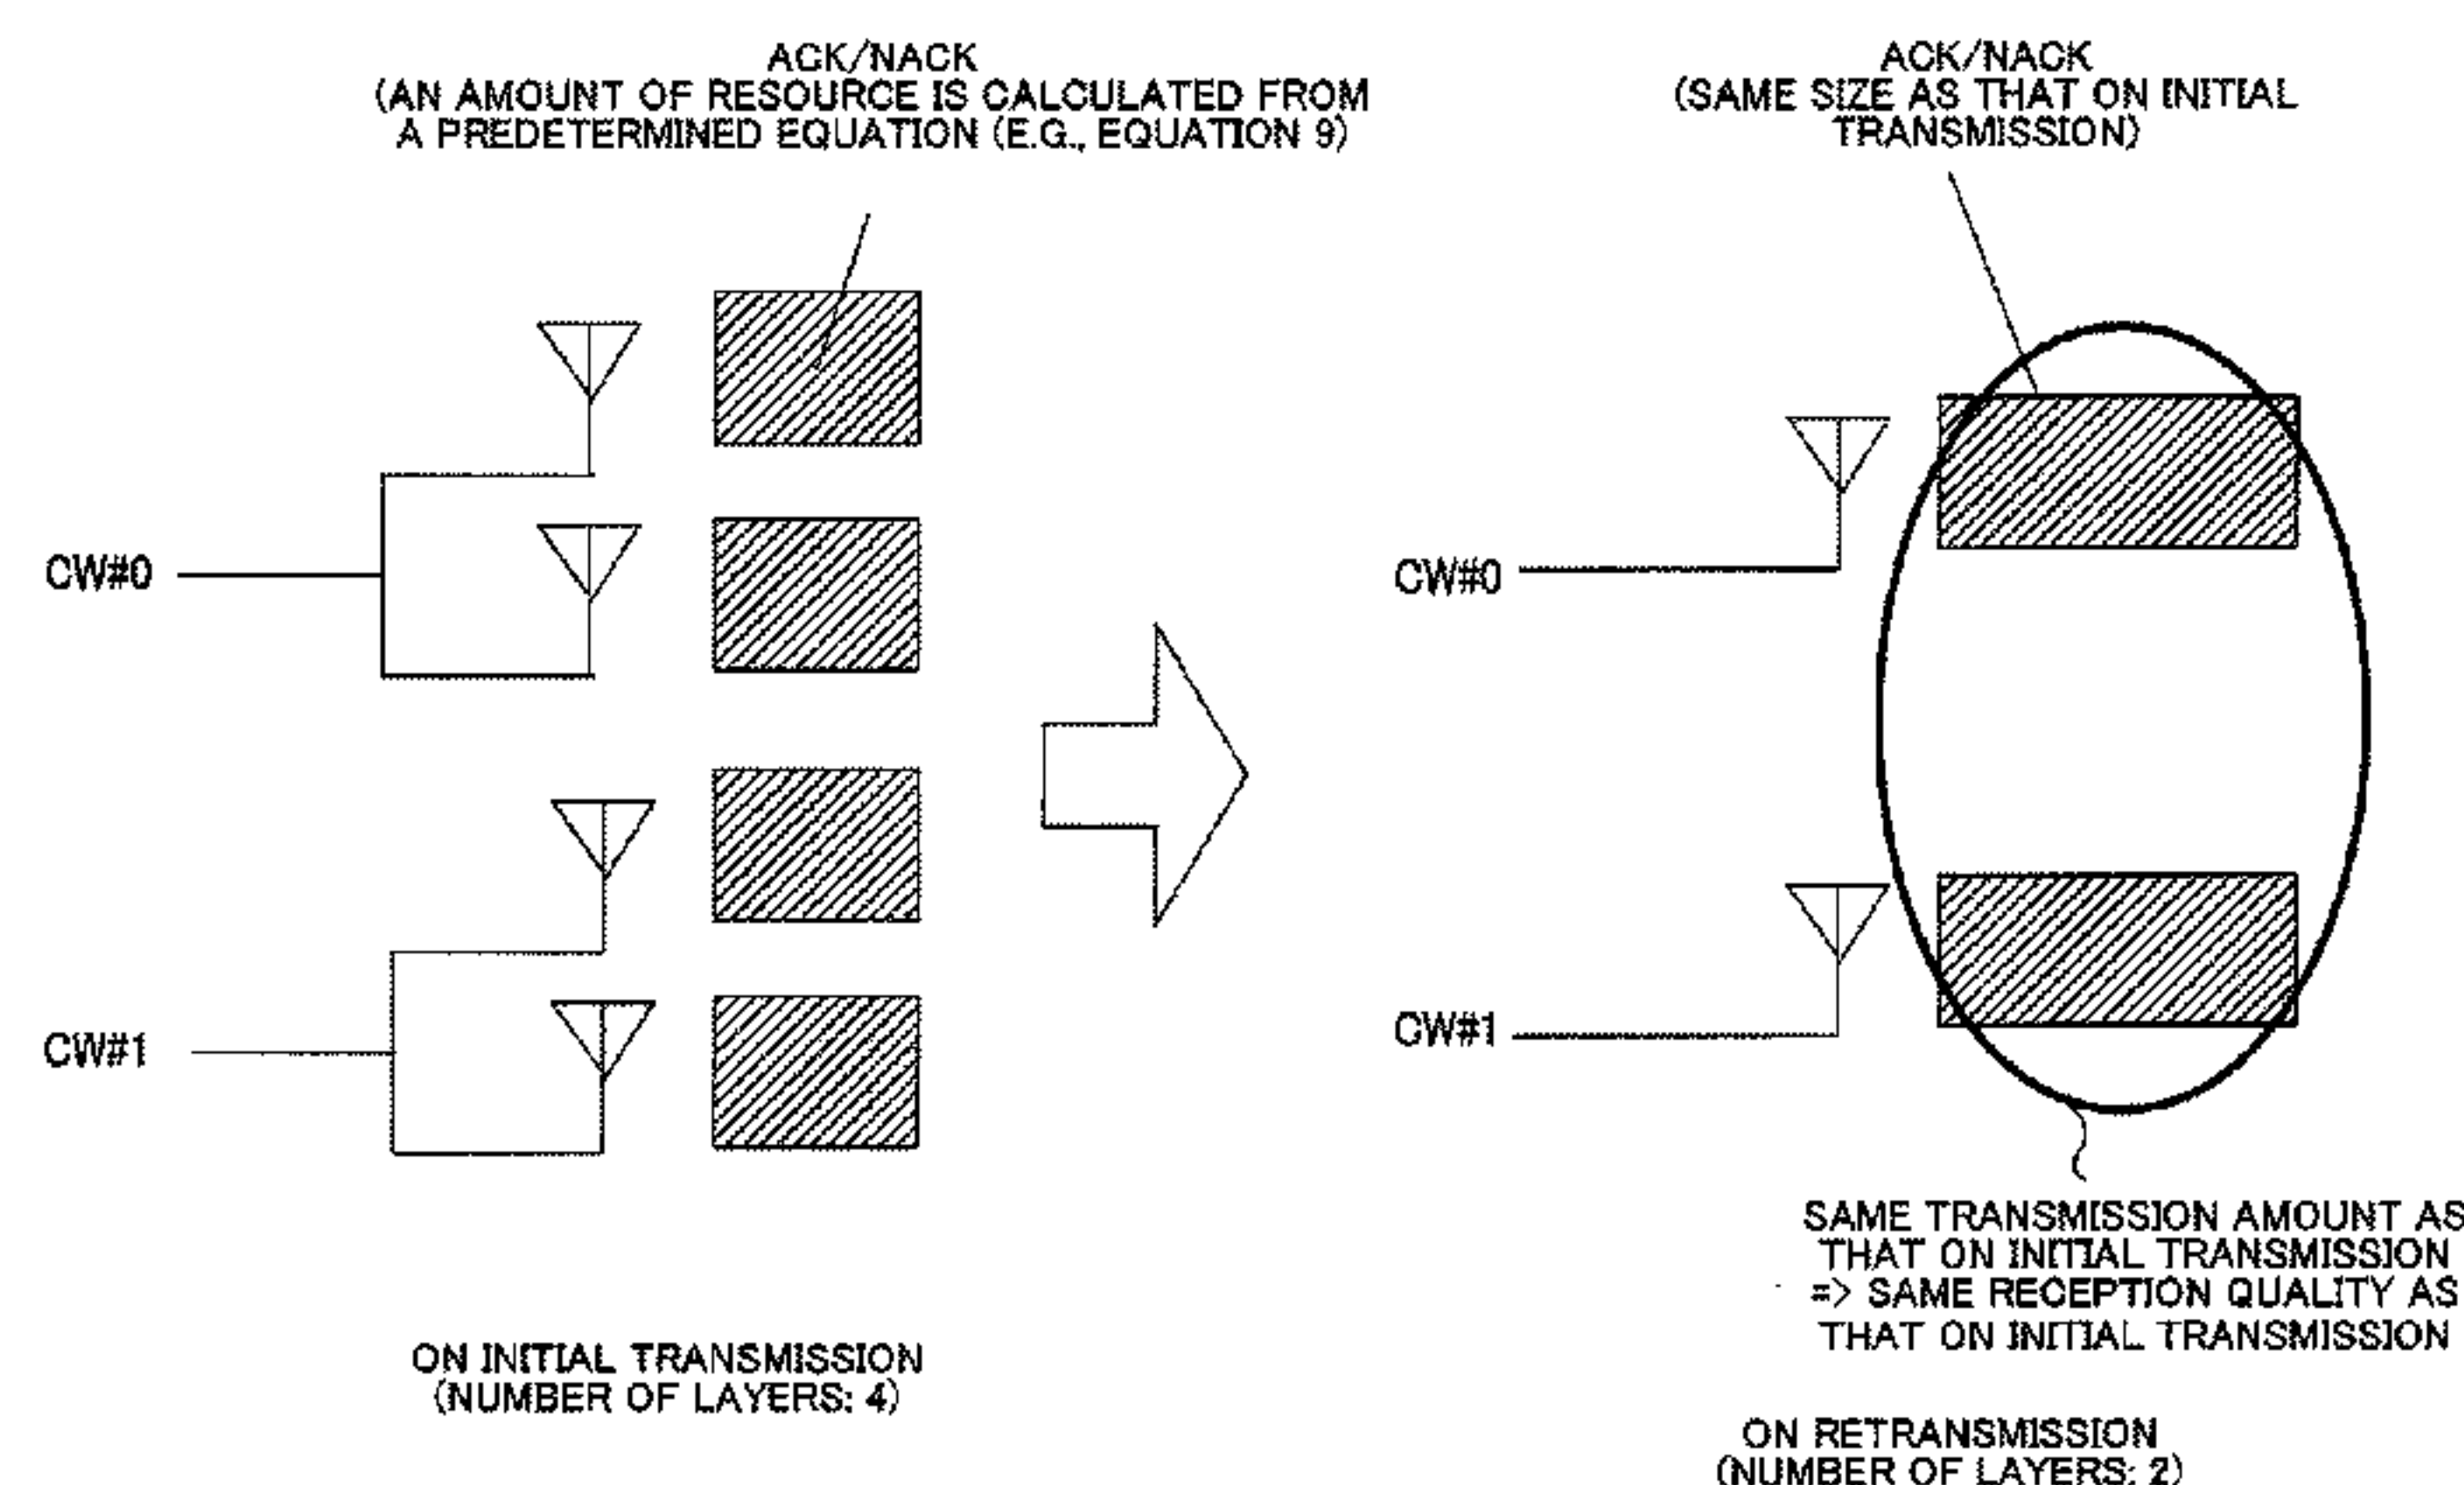 ACK/NACK
(AN AMOUNT OF RESOURCE IS CALCULATED FROM
A PREDETERMINED EQUATION (E.G., EQUATION 9)
ACK/NACK
(SAME SIZE AS THAT ON INITIAL
TRANSMISSION)
CW#0
CW#1
CW#0
CW#1
SAME TRANSMISSION AMOUNT AS
THAT ON INITIAL TRANSMISSION
=> SAME RECEPTION QUALITY AS
THAT ON INITIAL TRANSMISSION
ON INITIAL TRANSMISSION
(NUMBER OF LAYERS: 4)
ON RETRANSMISSION
(NUMBER OF LAYERS: 2)